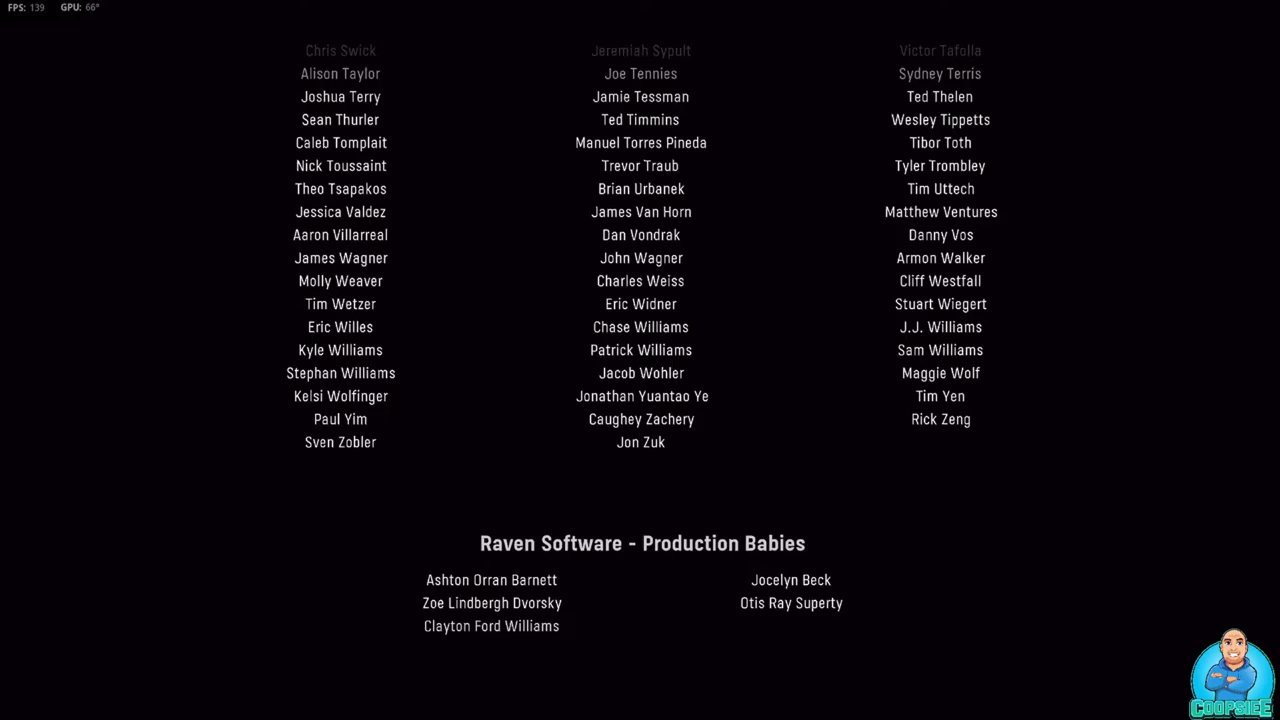 FPS: 139 GPU: 66°
Chris Swick Jeremiah Sypult Victor Tafolla
Alison Taylor Joe Tennies Sydney Terris
Joshua Terry Jamie Tessman Ted Thelen
Sean Thurler Ted Timmins Wesley Tippetts
Caleb Tomplait Manuel Torres Pineda Tibor Toth
Nick Toussaint Trevor Traub Tyler Trombley
Theo Tsapakos Brian Urbanek Tim Uttech
Jessica Valdez James Van Horn Matthew Ventures
Aaron Villarreal Dan Vondrak Danny Vos
James Wagner John Wagner Armon Walker
Molly Weaver Charles Weiss Cliff Westfall
Tim Wetzer Eric Widner Stuart Wiegert
Eric Willes Chase Williams J.J. Williams
Kyle Williams Patrick Williams Sam Williams
Stephan Williams Jacob Wohler Maggie Wolf
Kelsi Wolfinger Jonathan Yuantao Ye Tim Yen
Paul Yim Caughey Zachery Rick Zeng
Sven Zobler Jon Zuk
Raven Software - Production Babies
Ashton Orran Barnett Jocelyn Beck
Zoe Lindbergh Dvorsky Otis Ray Superty
Clayton Ford Williams
COOPSIEE